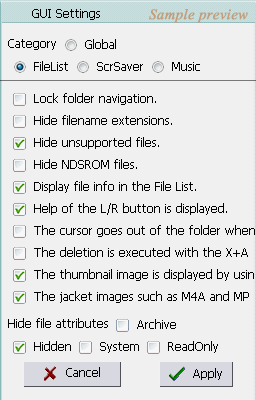 GUI Settings Sample preview
Category Global
FileList ScrSaver Music
Lock folder navigation.
Hide filename extensions.
Hide unsupported files.
Hide NDSROM files.
Display file info in the File List.
Help of the L/R button is displayed.
The cursor goes out of the folder when
The deletion is executed with the X+A
The thumbnail image is displayed by usin
The jacket images such as M4A and MP
Hide file attributes Archive
Hidden System ReadOnly
Cancel Apply